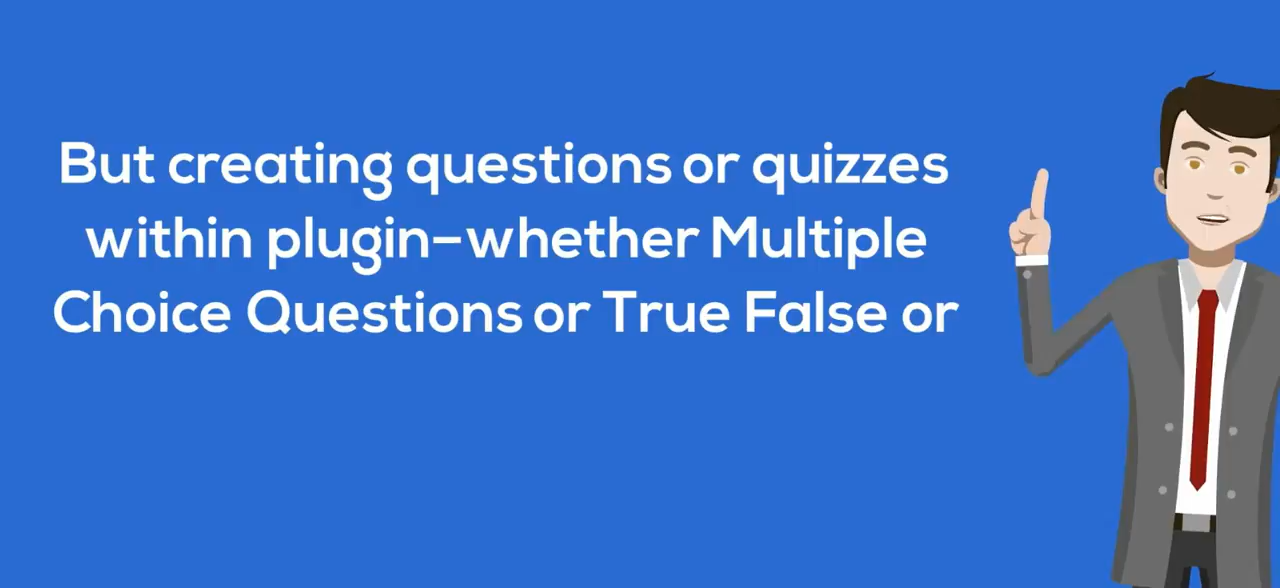 But creating questions or quizzes
within plugin–whether Multiple
Choice Questions or True False or